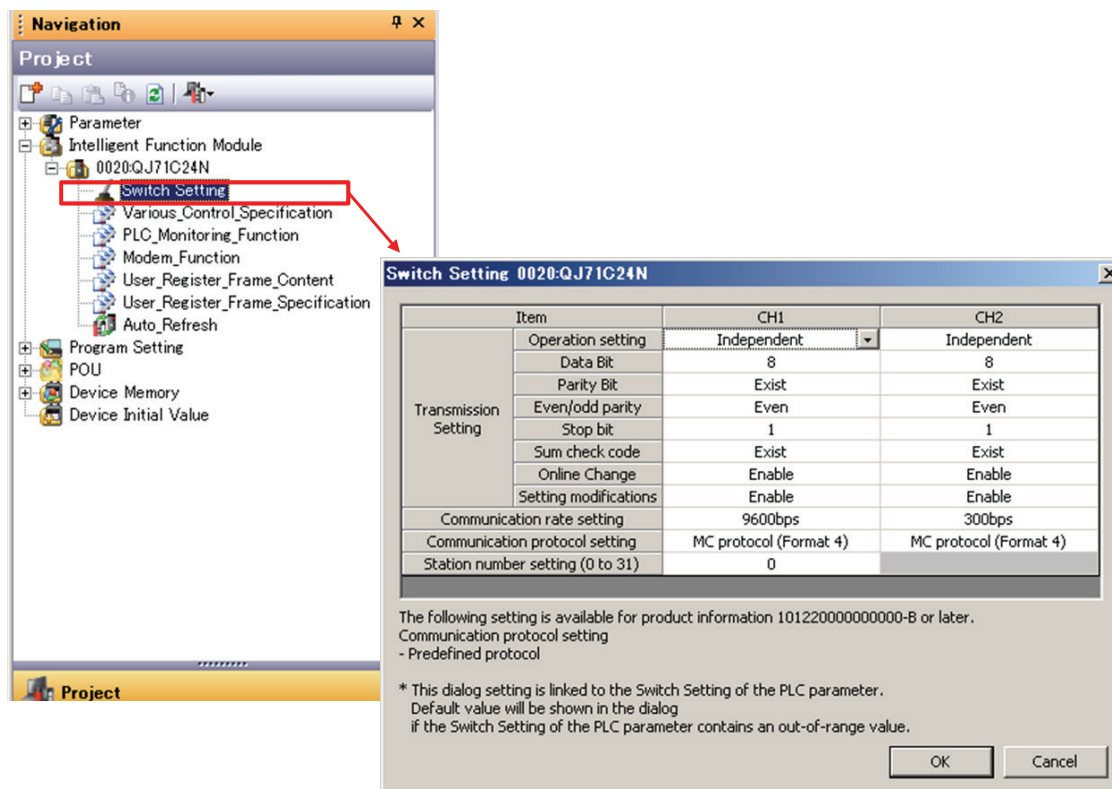 Navigation
Project
Parameter
Intelligent Function Module
0020:QJ71C24N
Switch Setting
Various_Control_Specification
PLC_Monitoring_Function
Modem_Function
User_Register_Frame_Content
User_Register_Frame_Specification
Auto_Refresh
Program Setting
POU
Device Memory
Device Initial Value
Project
Switch Setting 0020:QJ71C24N
Item CH1 CH2
Transmission Setting
Operation setting Independent Independent
Data Bit 8 8
Parity Bit Exist Exist
Even/odd parity Even Even
Stop bit 1 1
Sum check code Exist Exist
Online Change Enable Enable
Setting modifications Enable Enable
Communication rate setting 9600bps 300bps
Communication protocol setting MC protocol (Format 4) MC protocol (Format 4)
Station number setting (0 to 31) 0
The following setting is available for product information 101220000000000-B or later.
Communication protocol setting
- Predefined protocol
* This dialog setting is linked to the Switch Setting of the PLC parameter.
Default value will be shown in the dialog
if the Switch Setting of the PLC parameter contains an out-of-range value.
OK Cancel